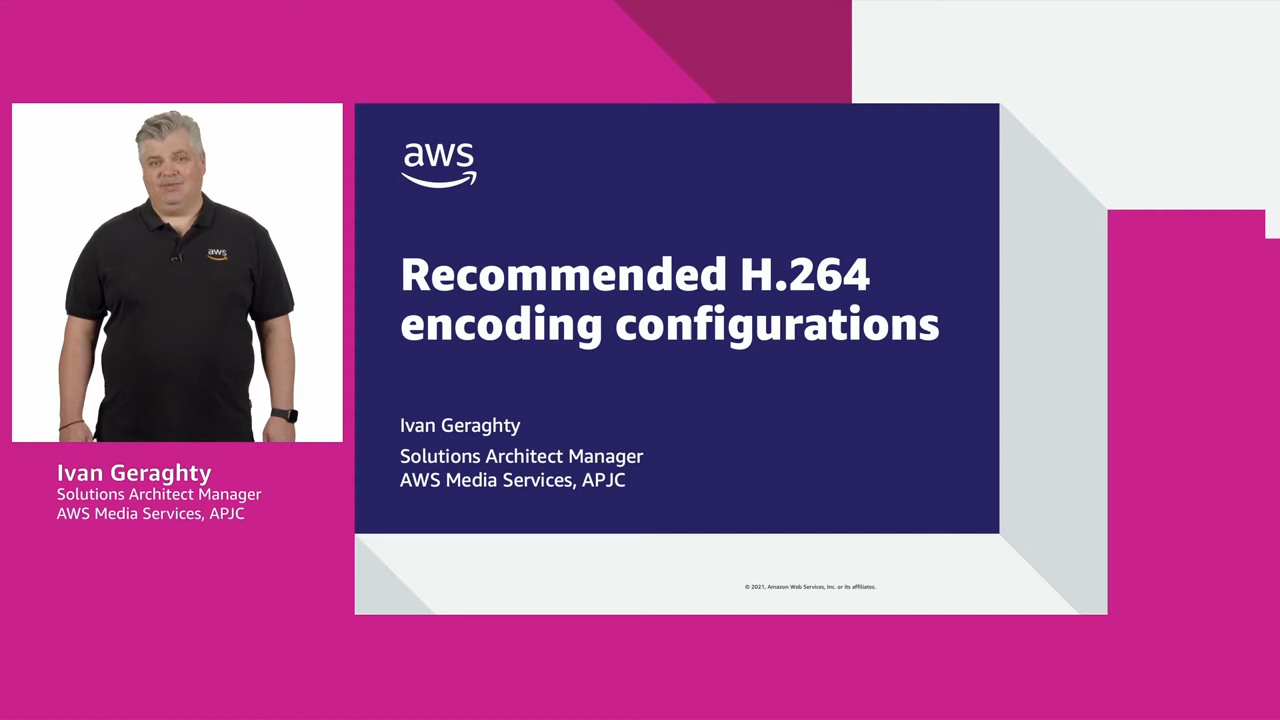 aws
Ivan Geraghty
Solutions Architect Manager
AWS Media Services, APJC
aws
Recommended H.264
encoding configurations
Ivan Geraghty
Solutions Architect Manager
AWS Media Services, APJC
© 2021, Amazon Web Services, Inc. or its affiliates.